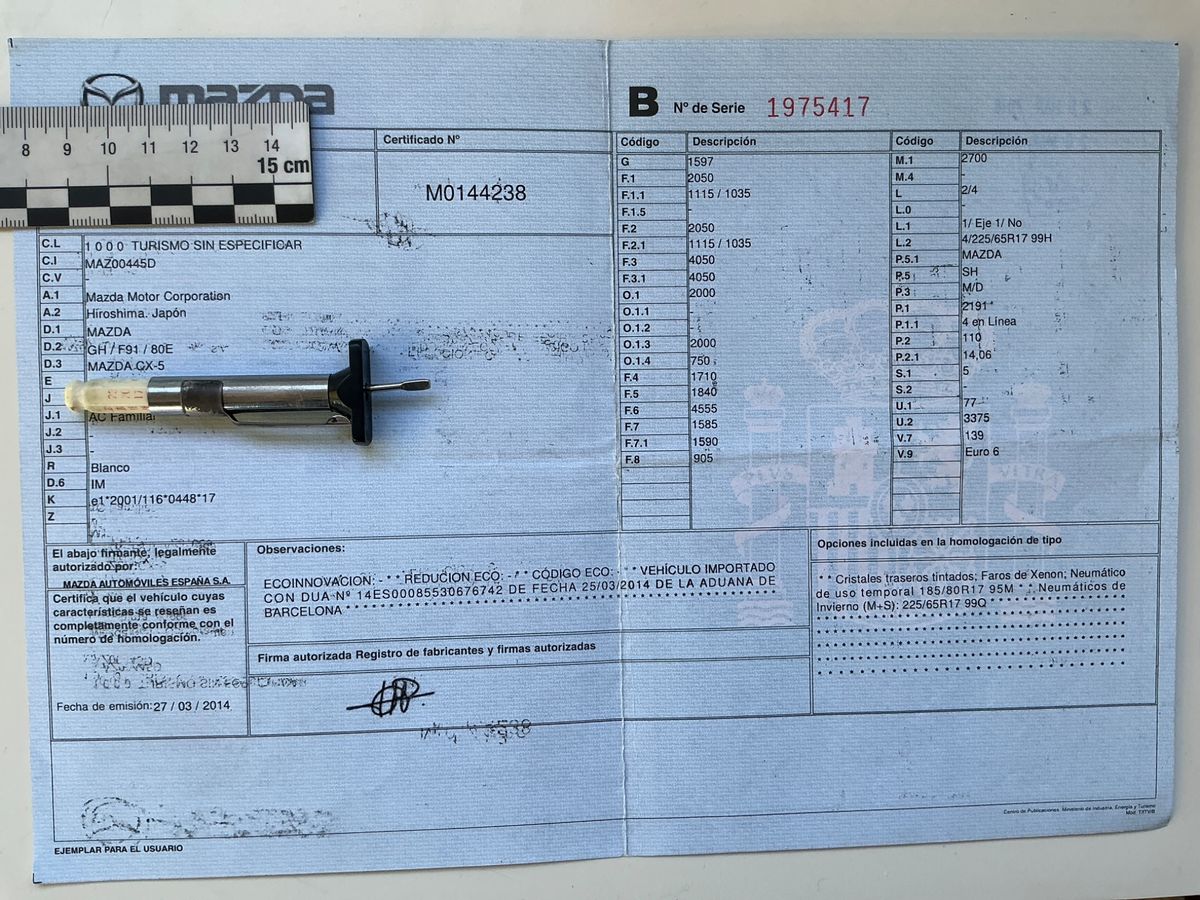 mazda
8 9 10 11 12 13 14
15 cm
Certificado Nº
M0144238
C.L 1000 TURISMO SIN ESPECIFICAR
C.I MAZ00445D
C.V -
A.1 Mazda Motor Corporation
A.2 Hiroshima. Japón
D.1 MAZDA
D.2 GH / F91 / 80E
D.3 MAZDA CX-5
E
J
J.1 AC Familiar
J.2 -
J.3 -
R Blanco
D.6 IM
K e1*2001/116*0448*17
Z
El abajo firmante, legalmente
autorizado por:
MAZDA AUTOMÓVILES ESPAÑA S.A.
Certifica que el vehículo cuyas
características se reseñan es
completamente conforme con el
número de homologación.
Fecha de emisión: 27 / 03 / 2014
Observaciones:
ECOINNOVACION: - * * REDUCION ECO: - * * CÓDIGO ECO: - * * VEHÍCULO IMPORTADO
CON DUA Nº 14ES00085530676742 DE FECHA 25/03/2014 DE LA ADUANA DE
BARCELONA
Firma autorizada Registro de fabricantes y firmas autorizadas
EJEMPLAR PARA EL USUARIO
B Nº de Serie 1975417
Código Descripción
G 1597
F.1 2050
F.1.1 1115 / 1035
F.1.5 -
F.2 2050
F.2.1 1115 / 1035
F.3 4050
F.3.1 4050
O.1 2000
O.1.1 -
O.1.2 -
O.1.3 2000
O.1.4 750
F.4 1710
F.5 1840
F.6 4555
F.7 1585
F.7.1 1590
F.8 905
Código Descripción
M.1 2700
M.4 -
L 2/4
L.0 -
L.1 1/ Eje 1/ No
L.2 4/225/65R17 99H
P.5.1 MAZDA
P.5 SH
P.3 M/D
P.1 2191
P.1.1 4 en Línea
P.2 110
P.2.1 14,06
S.1 5
S.2 -
U.1 77
U.2 3375
V.7 139
V.9 Euro 6
Opciones incluidas en la homologación de tipo
* * Cristales traseros tintados; Faros de Xenon; Neumático
de uso temporal 185/80R17 95M * * Neumáticos de
Invierno (M+S): 225/65R17 99Q
Centro de Publicaciones. Ministerio de Industria, Energía y Turismo